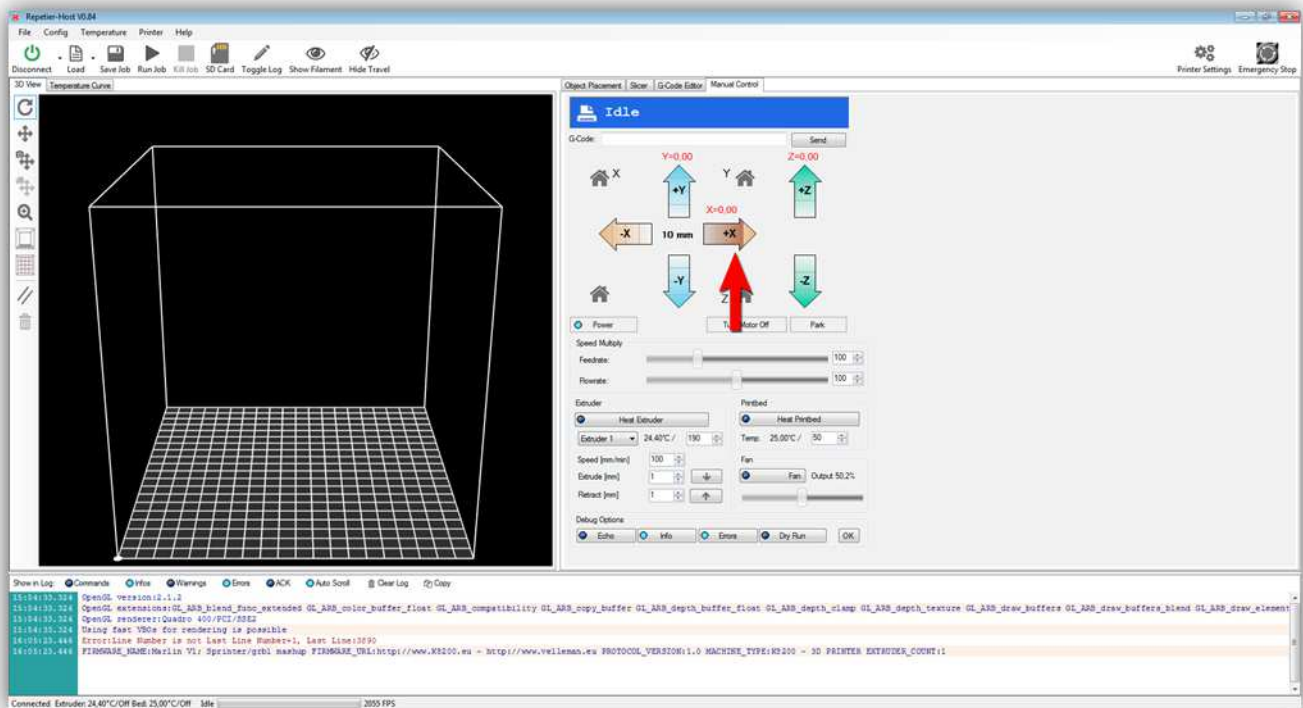 Repetier-Host V0.84
File Config Temperature Printer Help
Disconnect Load Save Job Run Job Kill Job SD Card Toggle Log Show Filament Hide Travel Printer Settings Emergency Stop
3D View Temperature Curve
Object Placement Slicer G-Code Editor Manual Control
Idle
G-Code: Send
Y=0.00 Z=0.00
X +Y Y +Z
X=0.00
-X 10 mm +X
-Y Z -Z
Power Motor Off Park
Speed Multiply
Feedrate: 100
Flowrate: 100
Extruder Printbed
Heat Extruder Heat Printbed
Extruder 1 24,40°C / 190 Temp. 25,00°C / 50
Speed [mm/min] 100 Fan
Extrude [mm] 1 Fan Output 50,2%
Retract [mm] 1
Debug Options
Echo Info Errors Dry Run OK
Show in Log: Commands Infos Warnings Errors ACK Auto Scroll Clear Log Copy
15:54:33.324 OpenGL version:2.1.2
15:54:33.324 OpenGL extensions:GL_ARB_blend_func_extended GL_ARB_color_buffer_float GL_ARB_compatibility GL_ARB_copy_buffer GL_ARB_depth_buffer_float GL_ARB_depth_clamp GL_ARB_depth_texture GL_ARB_draw_buffers GL_ARB_draw_buffers_blend GL_ARB_draw_element
15:54:33.324 OpenGL renderer:Quadro 400/PCI/SSE2
15:54:33.324 Using fast VBOs for rendering is possible
16:05:23.446 Error:Line Number is not Last Line Number+1, Last Line:3890
16:05:23.446 FIRMWARE_NAME:Marlin V1; Sprinter/grbl mashup FIRMWARE_URL:http://www.K8200.eu - http://www.velleman.eu PROTOCOL_VERSION:1.0 MACHINE_TYPE:K8200 - 3D PRINTER EXTRUDER_COUNT:1
Connected Extruder: 24,40°C/Off Bed: 25,00°C/Off Idle 2055 FPS